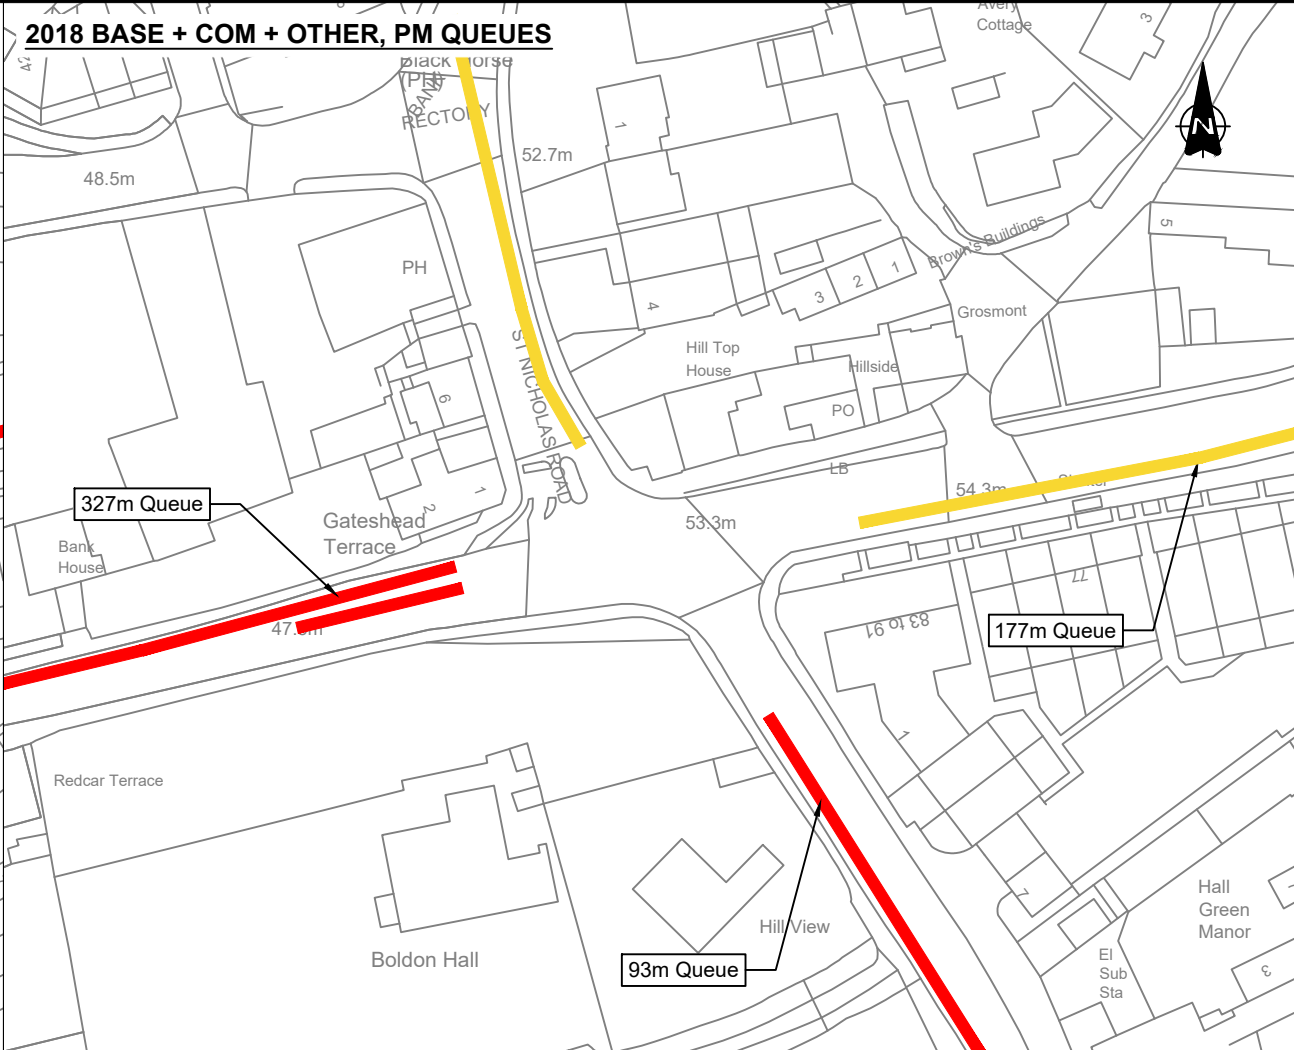 2018 BASE + COM + OTHER, PM QUEUES
Avery
Cottage
3
Black Horse
(PH)
BANK
RECTORY
1
N
52.7m
48.5m
5
Brown's Buildings
PH
1
2
3
4
Grosmont
ST NICHOLAS ROAD
Hill Top
House
Hillside
6
PO
LB
54.3m
327m Queue
1
2
Gateshead
Terrace
53.3m
Bank
House
77
83 to 91
177m Queue
1
Redcar Terrace
7
Hall
Green
Manor
Hill View
93m Queue
Boldon Hall
El
Sub
Sta
3